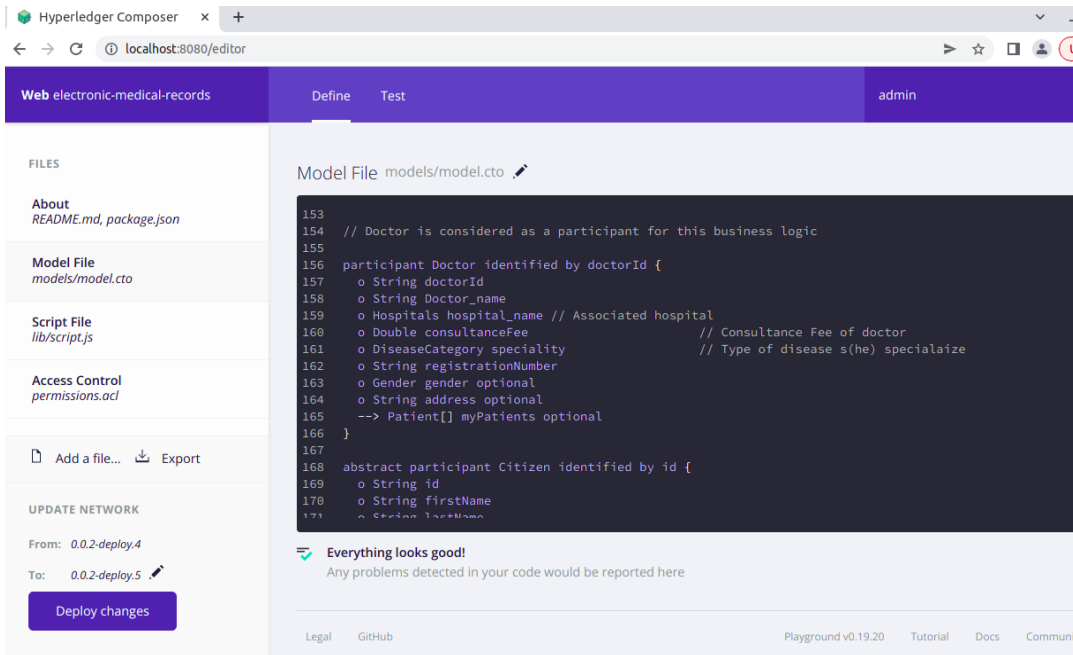 Hyperledger Composer × +
localhost:8080/editor
Web electronic-medical-records
Define Test
admin
FILES
About
README.md, package.json
Model File
models/model.cto
Script File
lib/script.js
Access Control
permissions.acl
Add a file... Export
UPDATE NETWORK
From: 0.0.2-deploy.4
To: 0.0.2-deploy.5
Deploy changes
Model File models/model.cto
153
154 // Doctor is considered as a participant for this business logic
155
156 participant Doctor identified by doctorId {
157 o String doctorId
158 o String Doctor_name
159 o Hospitals hospital_name // Associated hospital
160 o Double consultanceFee // Consultance Fee of doctor
161 o DiseaseCategory speciality // Type of disease s(he) specialaize
162 o String registrationNumber
163 o Gender gender optional
164 o String address optional
165 --> Patient[] myPatients optional
166 }
167
168 abstract participant Citizen identified by id {
169 o String id
170 o String firstName
171 o String lastName
Everything looks good!
Any problems detected in your code would be reported here
Legal GitHub
Playground v0.19.20 Tutorial Docs Communi